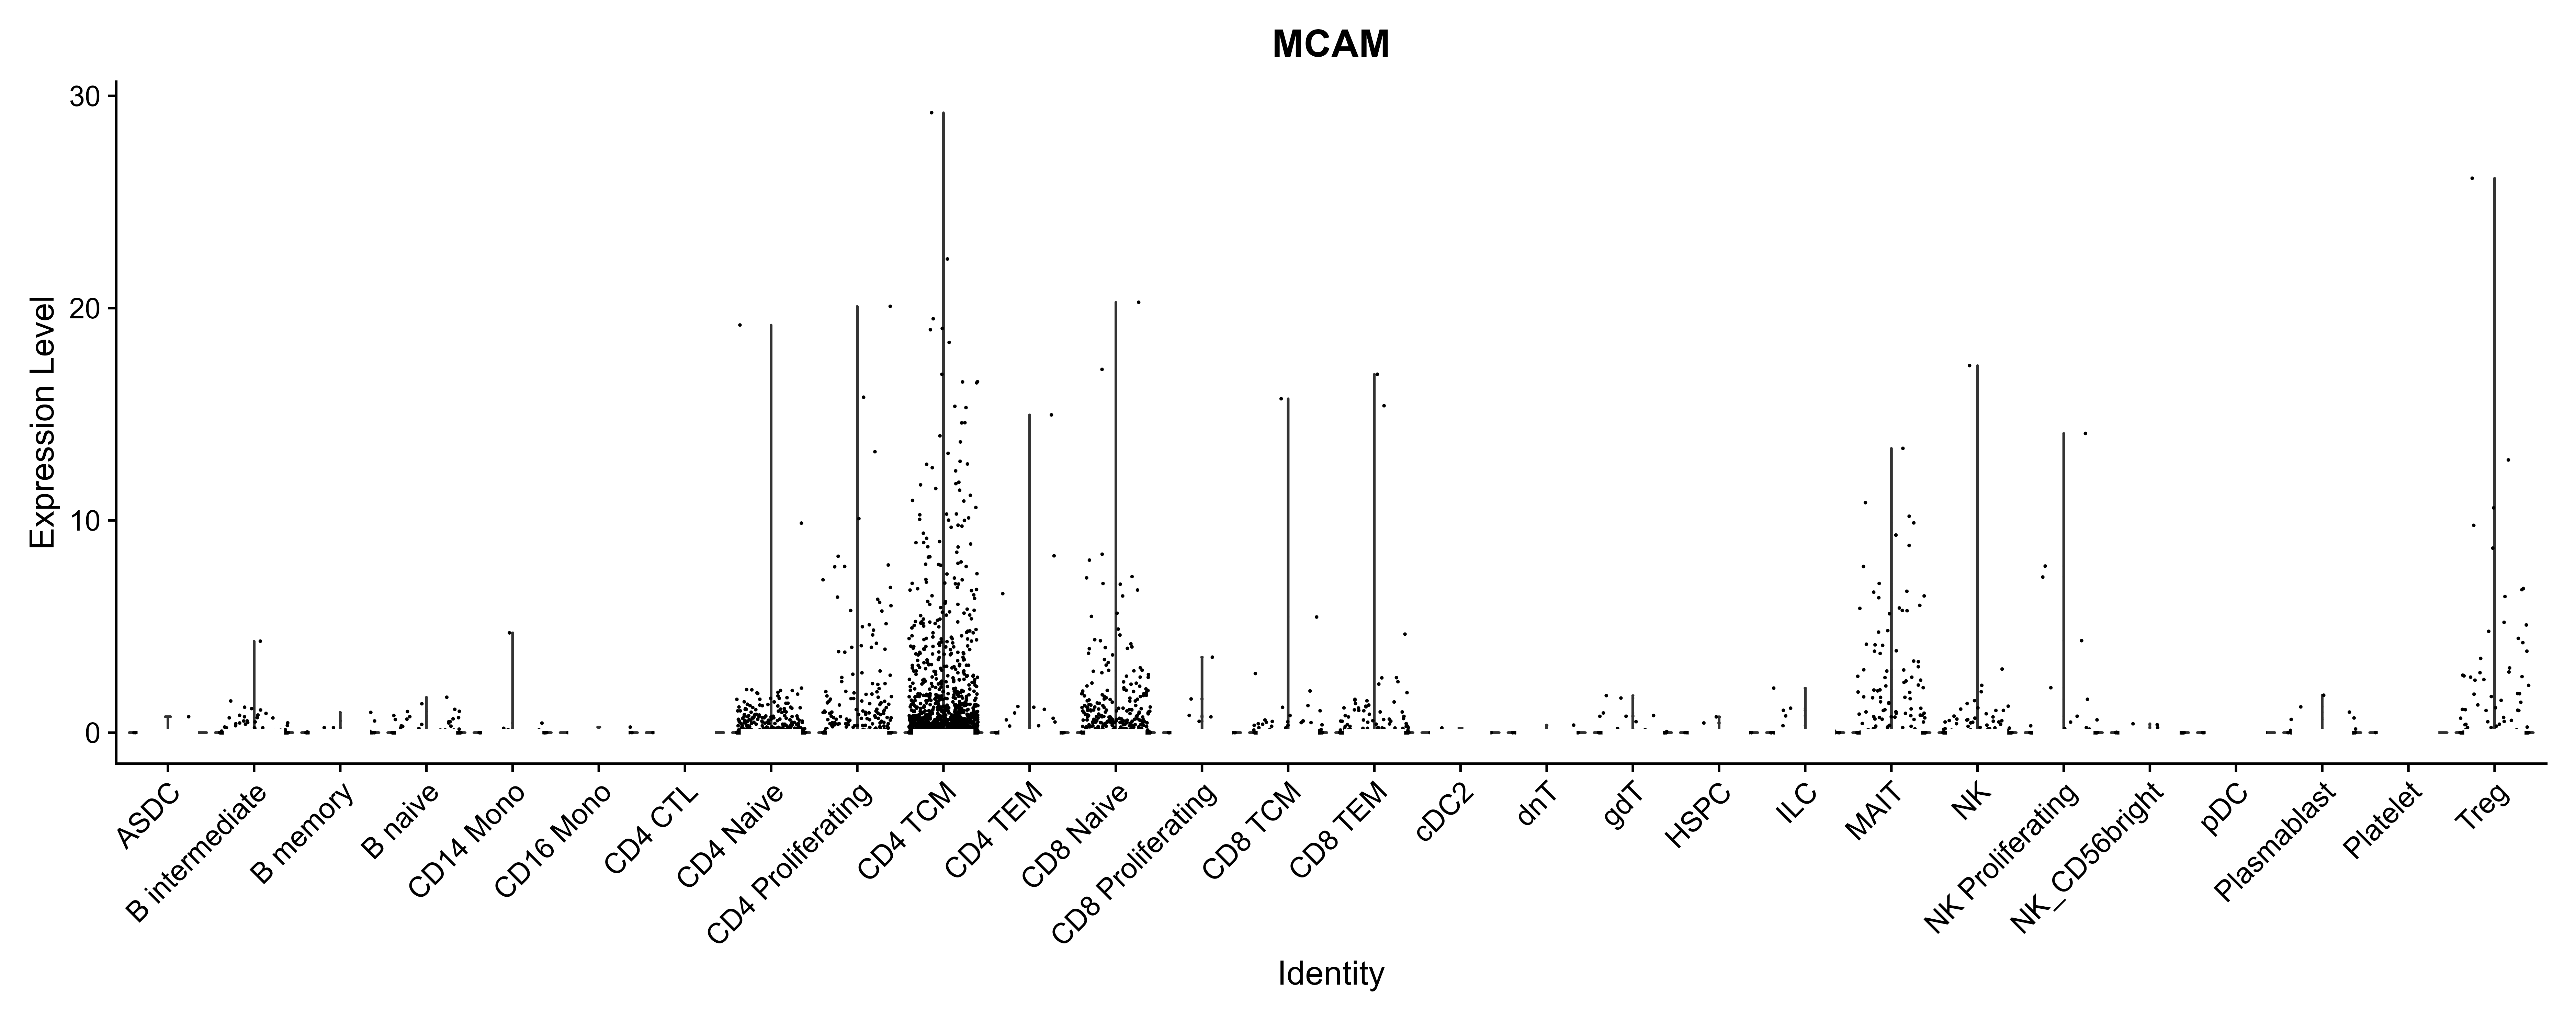 MCAM
Expression Level
30
20
10
0
ASDC
B intermediate
B memory
B naive
CD14 Mono
CD16 Mono
CD4 CTL
CD4 Naive
CD4 Proliferating
CD4 TCM
CD4 TEM
CD8 Naive
CD8 Proliferating
CD8 TCM
CD8 TEM
cDC2
dnT
gdT
HSPC
ILC
MAIT
NK
NK Proliferating
NK_CD56bright
pDC
Plasmablast
Platelet
Treg
Identity